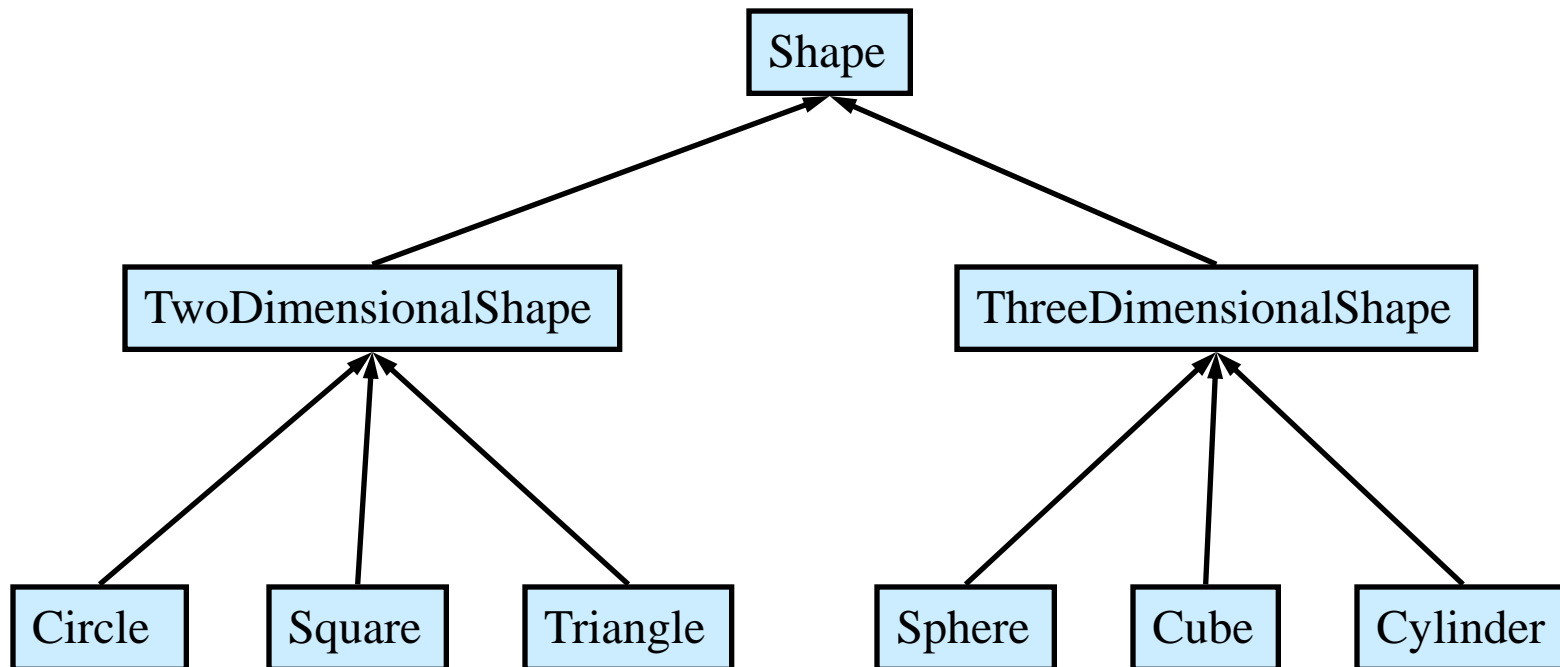 Shape
TwoDimensionalShape
ThreeDimensionalShape
Circle
Square
Triangle
Sphere
Cube
Cylinder